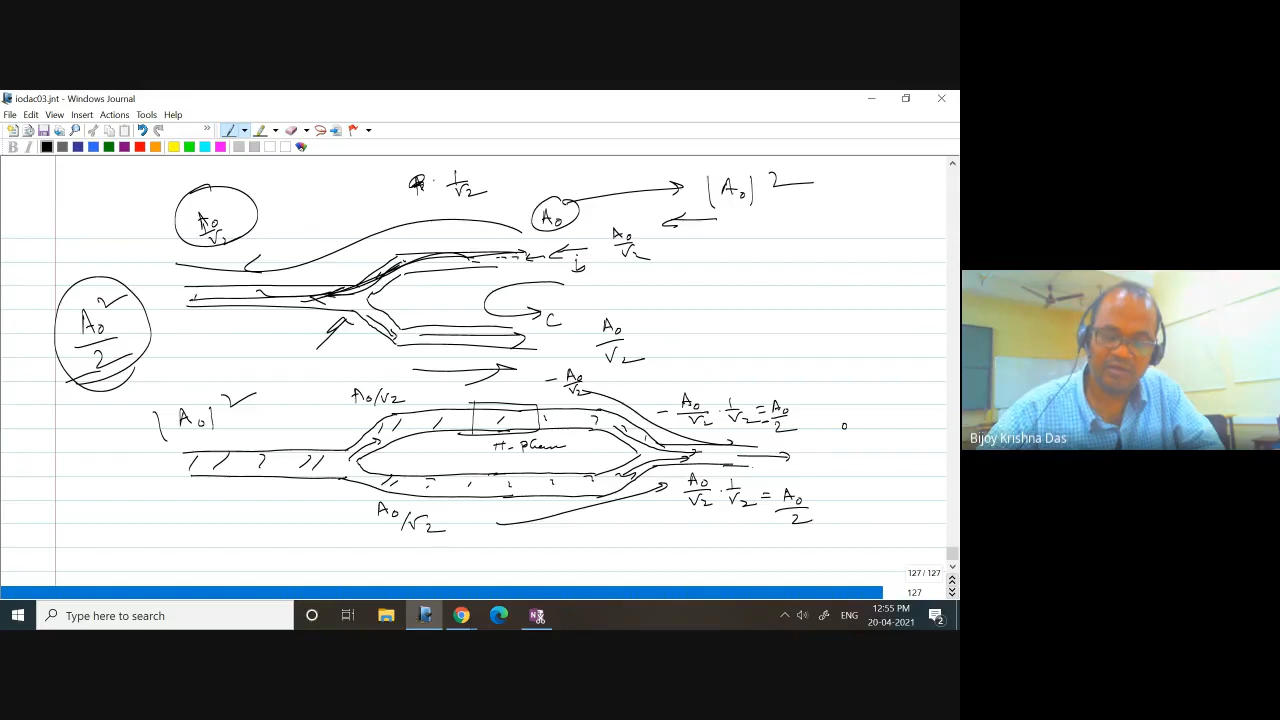 iodac03.jnt - Windows Journal
File Edit View Insert Actions Tools Help
B I
1/√2
A₀/√2
A₀
|A₀|²
A₀/√2
b
A₀²/2
C
A₀/√2
|A₀|²
A₀/√2
- A₀/√2
- A₀/√2 · 1/√2 = A₀/2
0
Bijoy Krishna Das
A₀/√2
A₀/√2 · 1/√2 = A₀/2
127 / 127
127
Type here to search
ENG
12:55 PM
20-04-2021
2